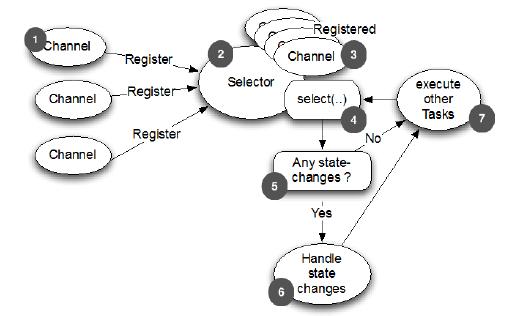 1
Channel
Register
Channel
Register
Channel
Register
2
Selector
Registered
Channel
3
select(..)
4
Any state-
changes ?
5
No
Yes
Handle
state
changes
6
execute
other
Tasks
7